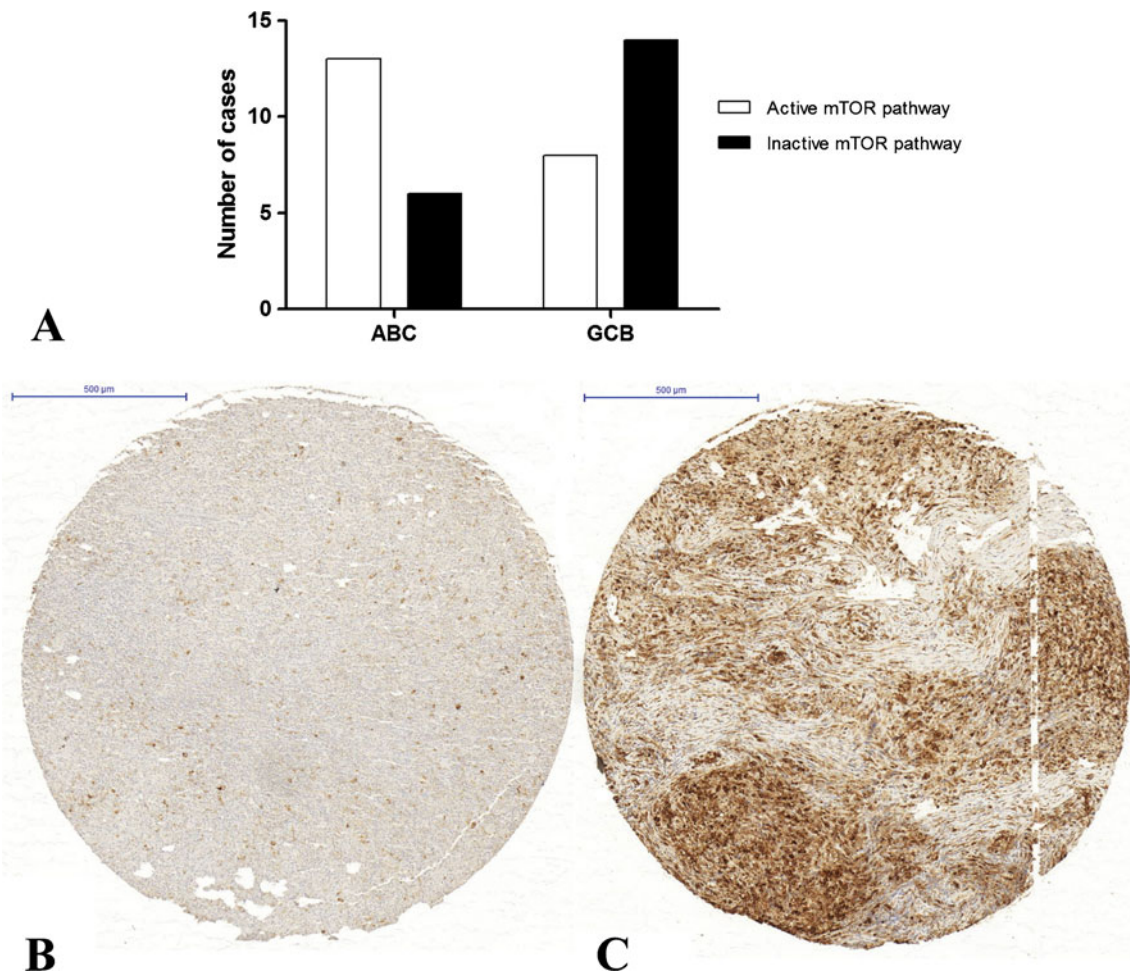 15
10
5
0
Number of cases
ABC
GCB
Active mTOR pathway
Inactive mTOR pathway
A
500 µm
500 µm
B
C